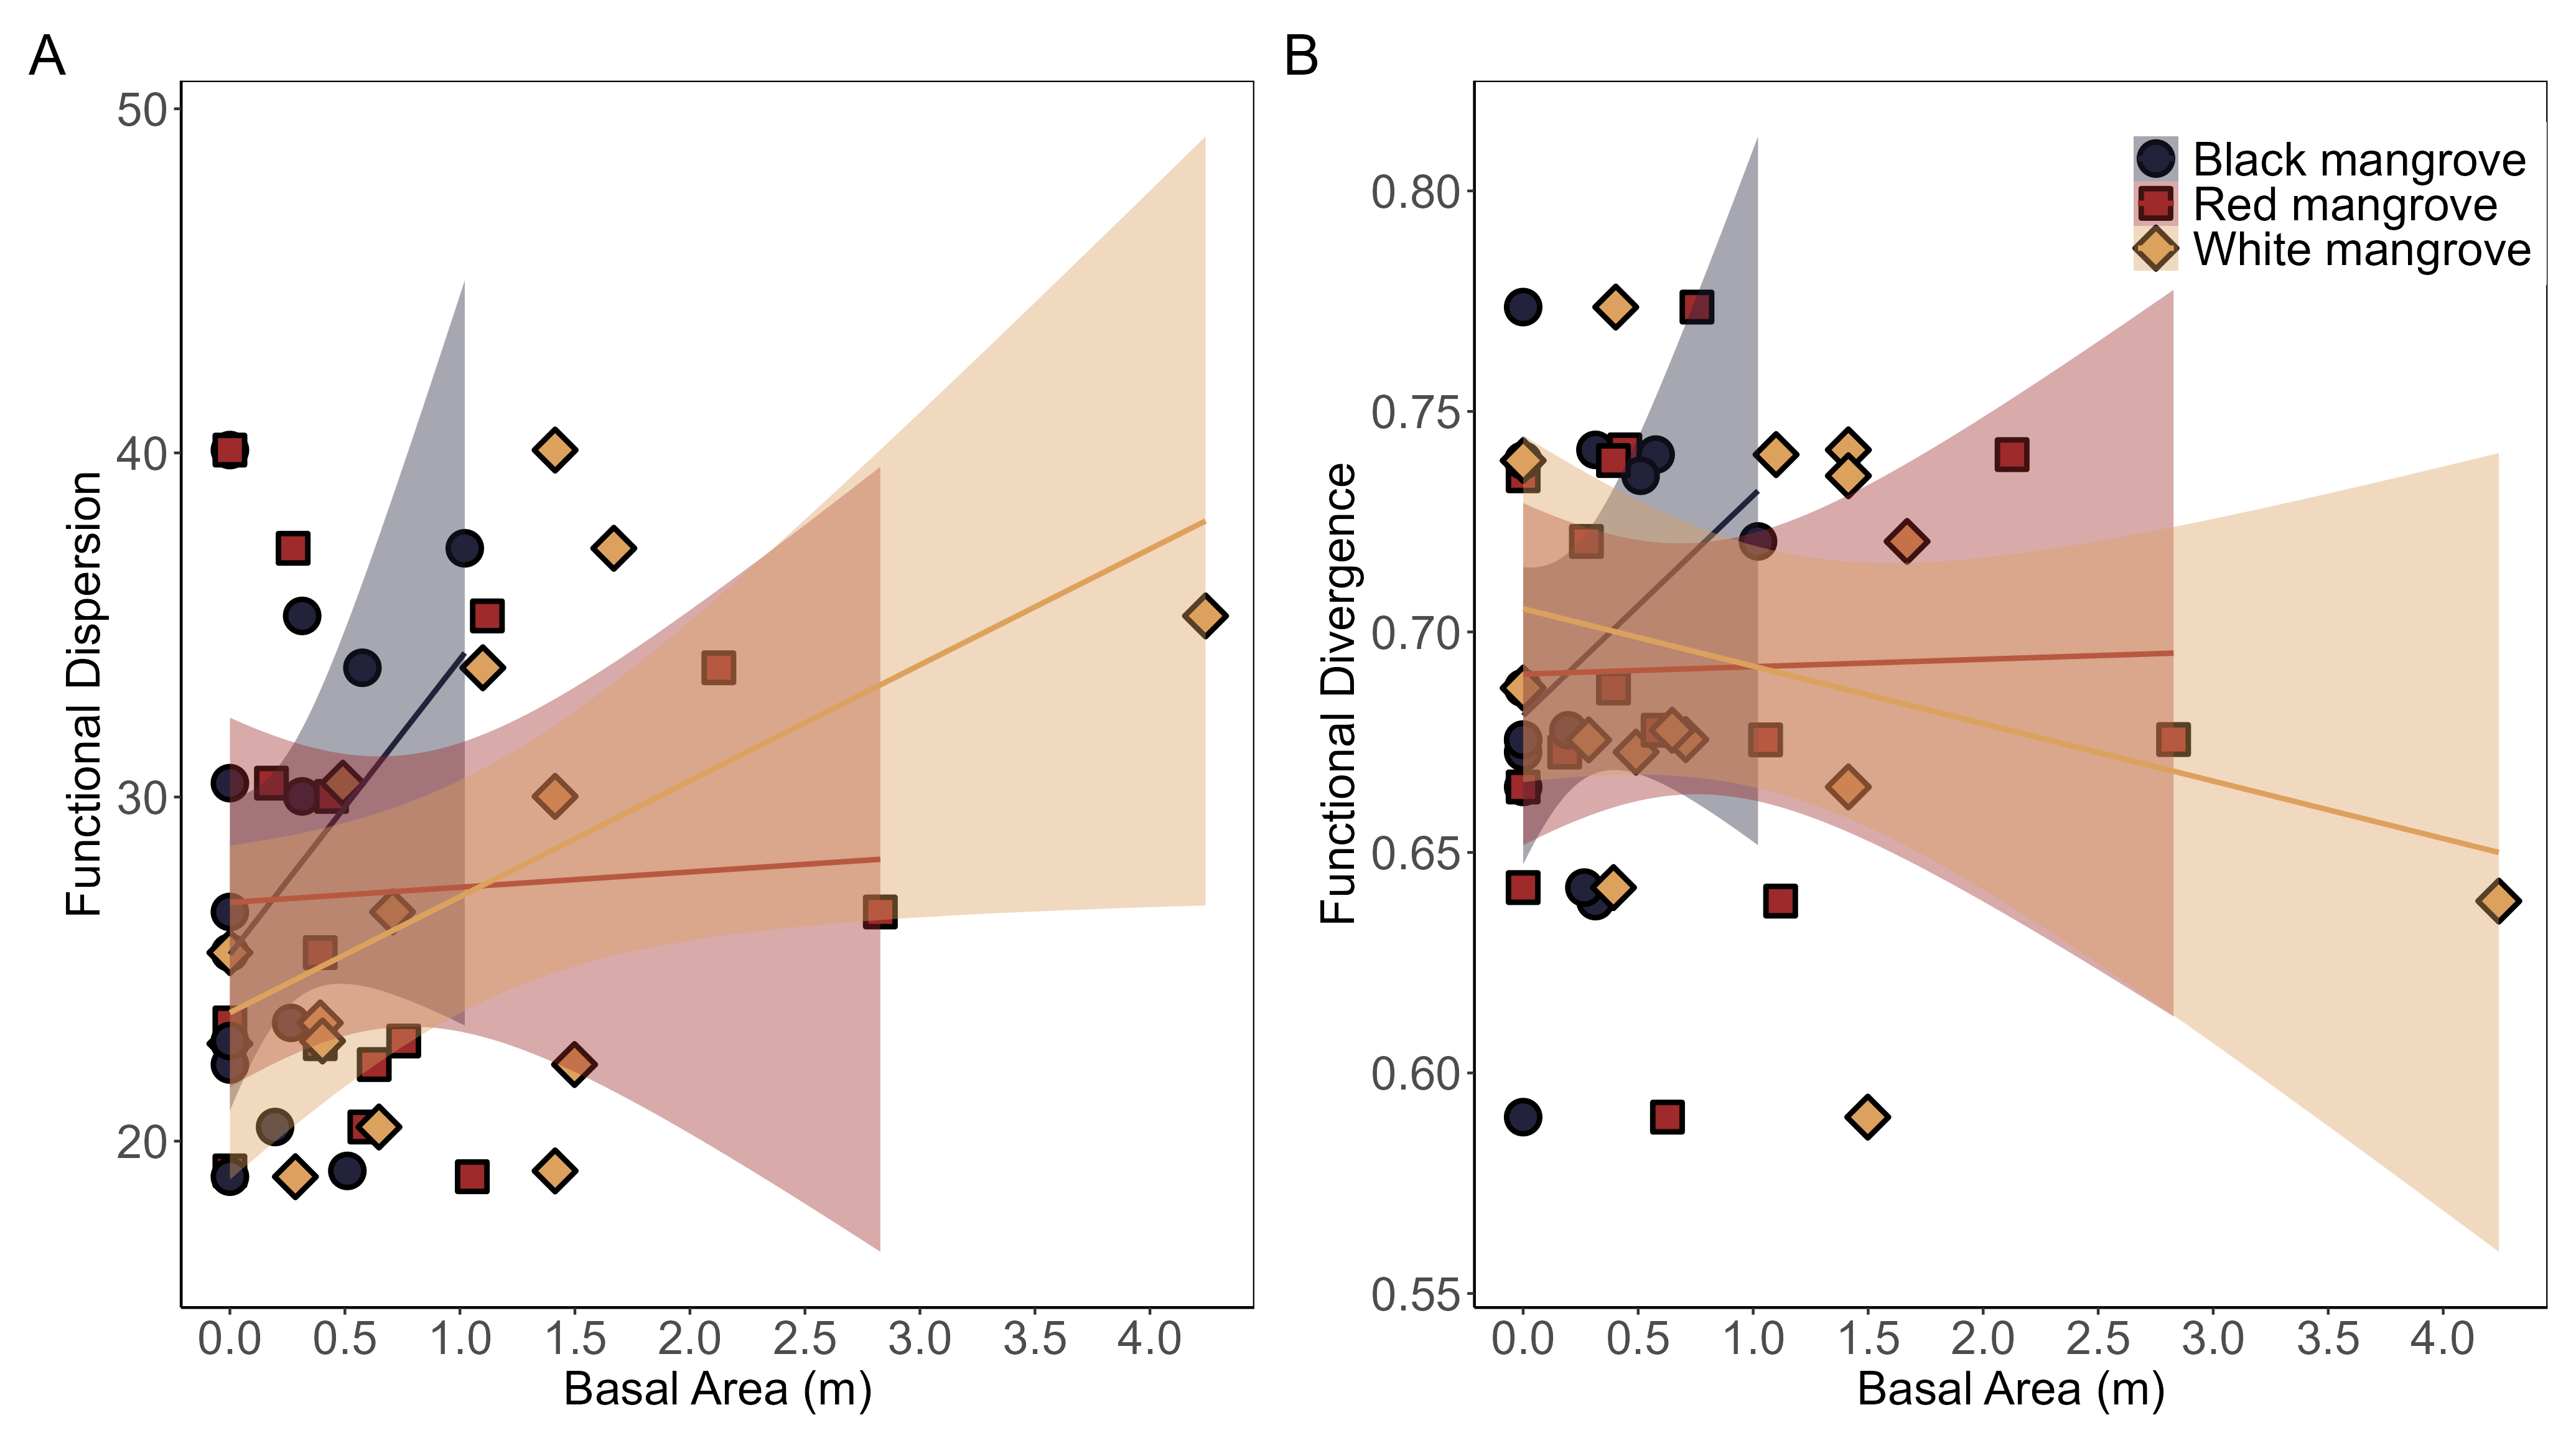 A
B
50
40
30
20
Functional Dispersion
0.0 0.5 1.0 1.5 2.0 2.5 3.0 3.5 4.0
Basal Area (m)
0.80
0.75
0.70
0.65
0.60
0.55
Functional Divergence
0.0 0.5 1.0 1.5 2.0 2.5 3.0 3.5 4.0
Basal Area (m)
Black mangrove
Red mangrove
White mangrove